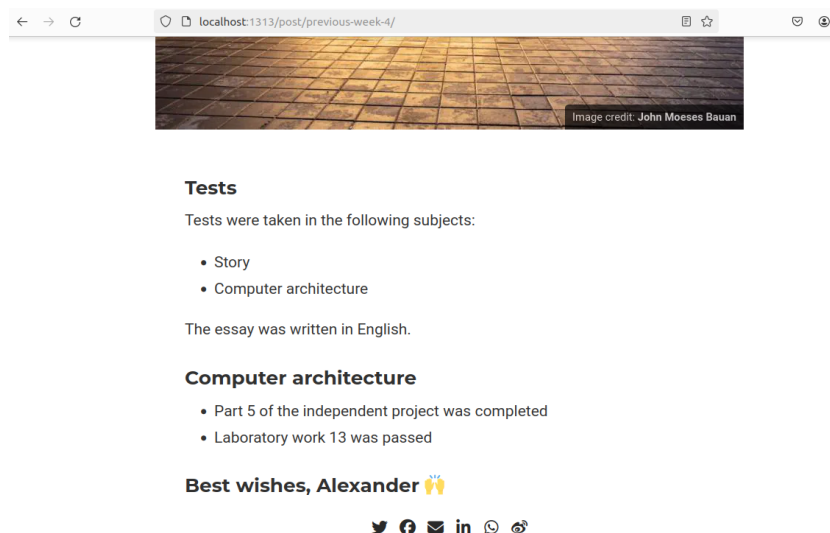 localhost:1313/post/previous-week-4/
Image credit: John Moeses Bauan
Tests
Tests were taken in the following subjects:
• Story
• Computer architecture
The essay was written in English.
Computer architecture
• Part 5 of the independent project was completed
• Laboratory work 13 was passed
Best wishes, Alexander 🙌